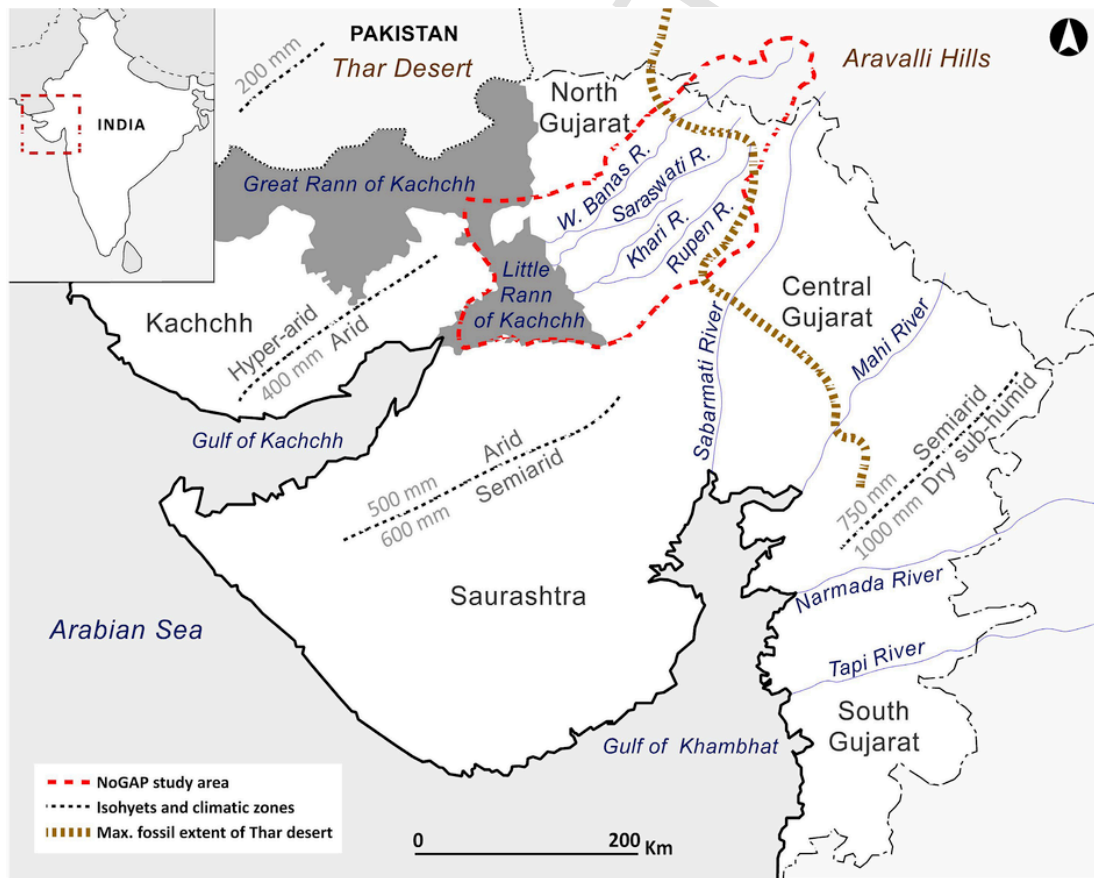 PAKISTAN
Thar Desert
200 mm
Aravalli Hills
INDIA
North
Gujarat
Great Rann of Kachchh
W. Banas R.
Saraswati R.
Khari R.
Rupen R.
Little
Rann
of Kachchh
Kachchh
Hyper-arid
400 mm
Arid
Central
Gujarat
Mahi River
Sabarmati River
Gulf of Kachchh
500 mm
Arid
600 mm
Semiarid
750 mm
Semiarid
1000 mm
Dry sub-humid
Saurashtra
Narmada River
Arabian Sea
Tapi River
South
Gujarat
Gulf of Khambhat
NoGAP study area
Isohyets and climatic zones
Max. fossil extent of Thar desert
0
200
Km